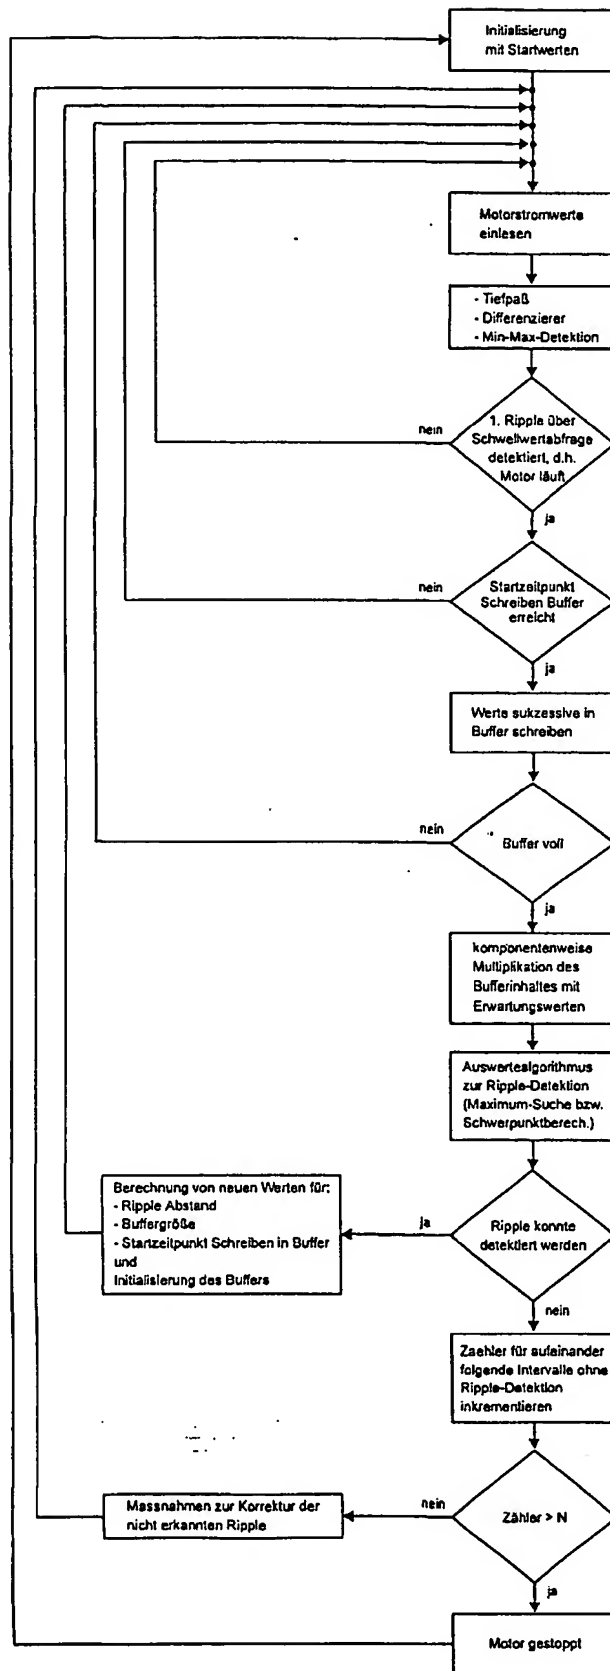 Initialisierung
mit Startwerten
Motorstromwerte
einlesen
- Tiefpaß
- Differenzierer
- Min-Max-Detektion
nein
1. Ripple über
Schwellwertabfrage
detektiert, d.h.
Motor läuft
ja
nein
Startzeitpunkt
Schreiben Buffer
erreicht
ja
Werte sukzessive in
Buffer schreiben
nein
Buffer voll
ja
komponentenweise
Multiplikation des
Bufferinhaltes mit
Erwartungswerten
Auswertealgorithmus
zur Ripple-Detektion
(Maximum-Suche bzw.
Schwerpunktberech.)
Berechnung von neuen Werten für:
- Ripple Abstand
- Buffergröße
- Startzeitpunkt Schreiben in Buffer
und
Initialisierung des Buffers
ja
Ripple konnte
detektiert werden
nein
Zaehler für aufeinander
folgende Intervalle ohne
Ripple-Detektion
inkrementieren
Massnahmen zur Korrektur der
nicht erkannten Ripple
nein
Zähler > N
ja
Motor gestoppt